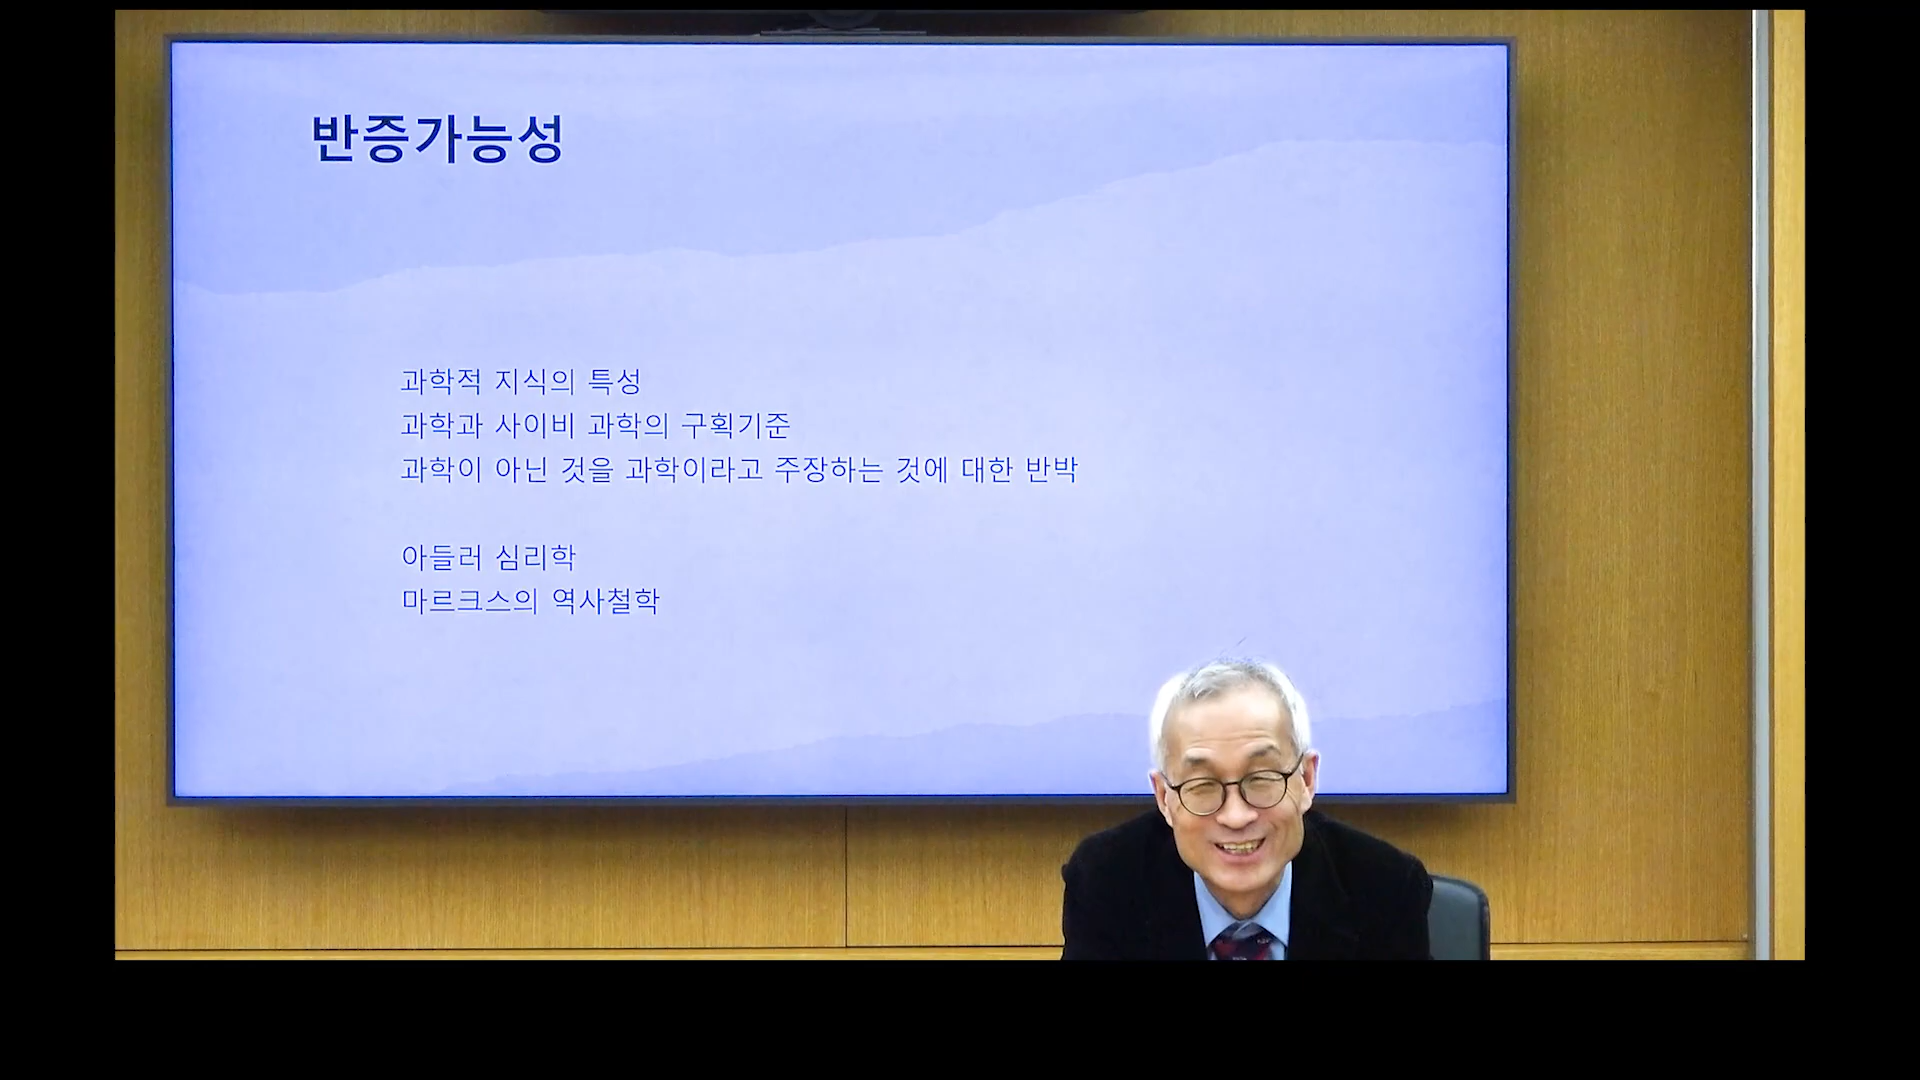 반증가능성
과학적 지식의 특성
과학과 사이비 과학의 구획기준
과학이 아닌 것을 과학이라고 주장하는 것에 대한 반박
아들러 심리학
마르크스의 역사철학